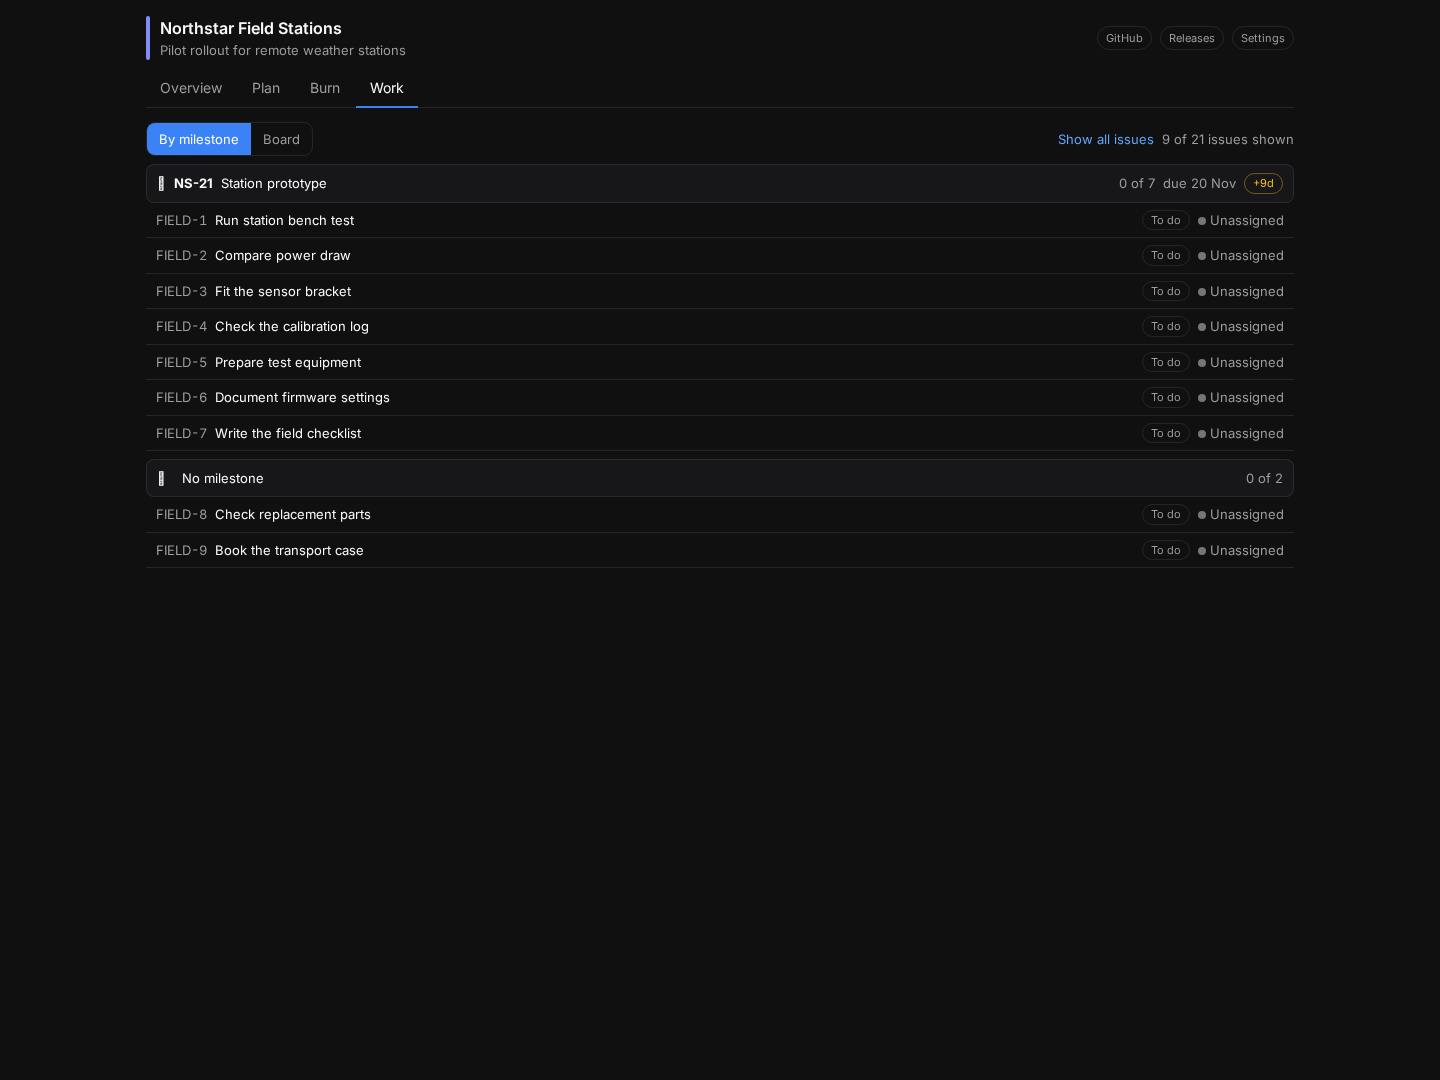 Northstar Field Stations
Pilot rollout for remote weather stations
GitHub Releases Settings
Overview Plan Burn Work
By milestone Board Show all issues 9 of 21 issues shown
NS-21 Station prototype 0 of 7 due 20 Nov +9d
FIELD-1 Run station bench test To do Unassigned
FIELD-2 Compare power draw To do Unassigned
FIELD-3 Fit the sensor bracket To do Unassigned
FIELD-4 Check the calibration log To do Unassigned
FIELD-5 Prepare test equipment To do Unassigned
FIELD-6 Document firmware settings To do Unassigned
FIELD-7 Write the field checklist To do Unassigned
No milestone 0 of 2
FIELD-8 Check replacement parts To do Unassigned
FIELD-9 Book the transport case To do Unassigned